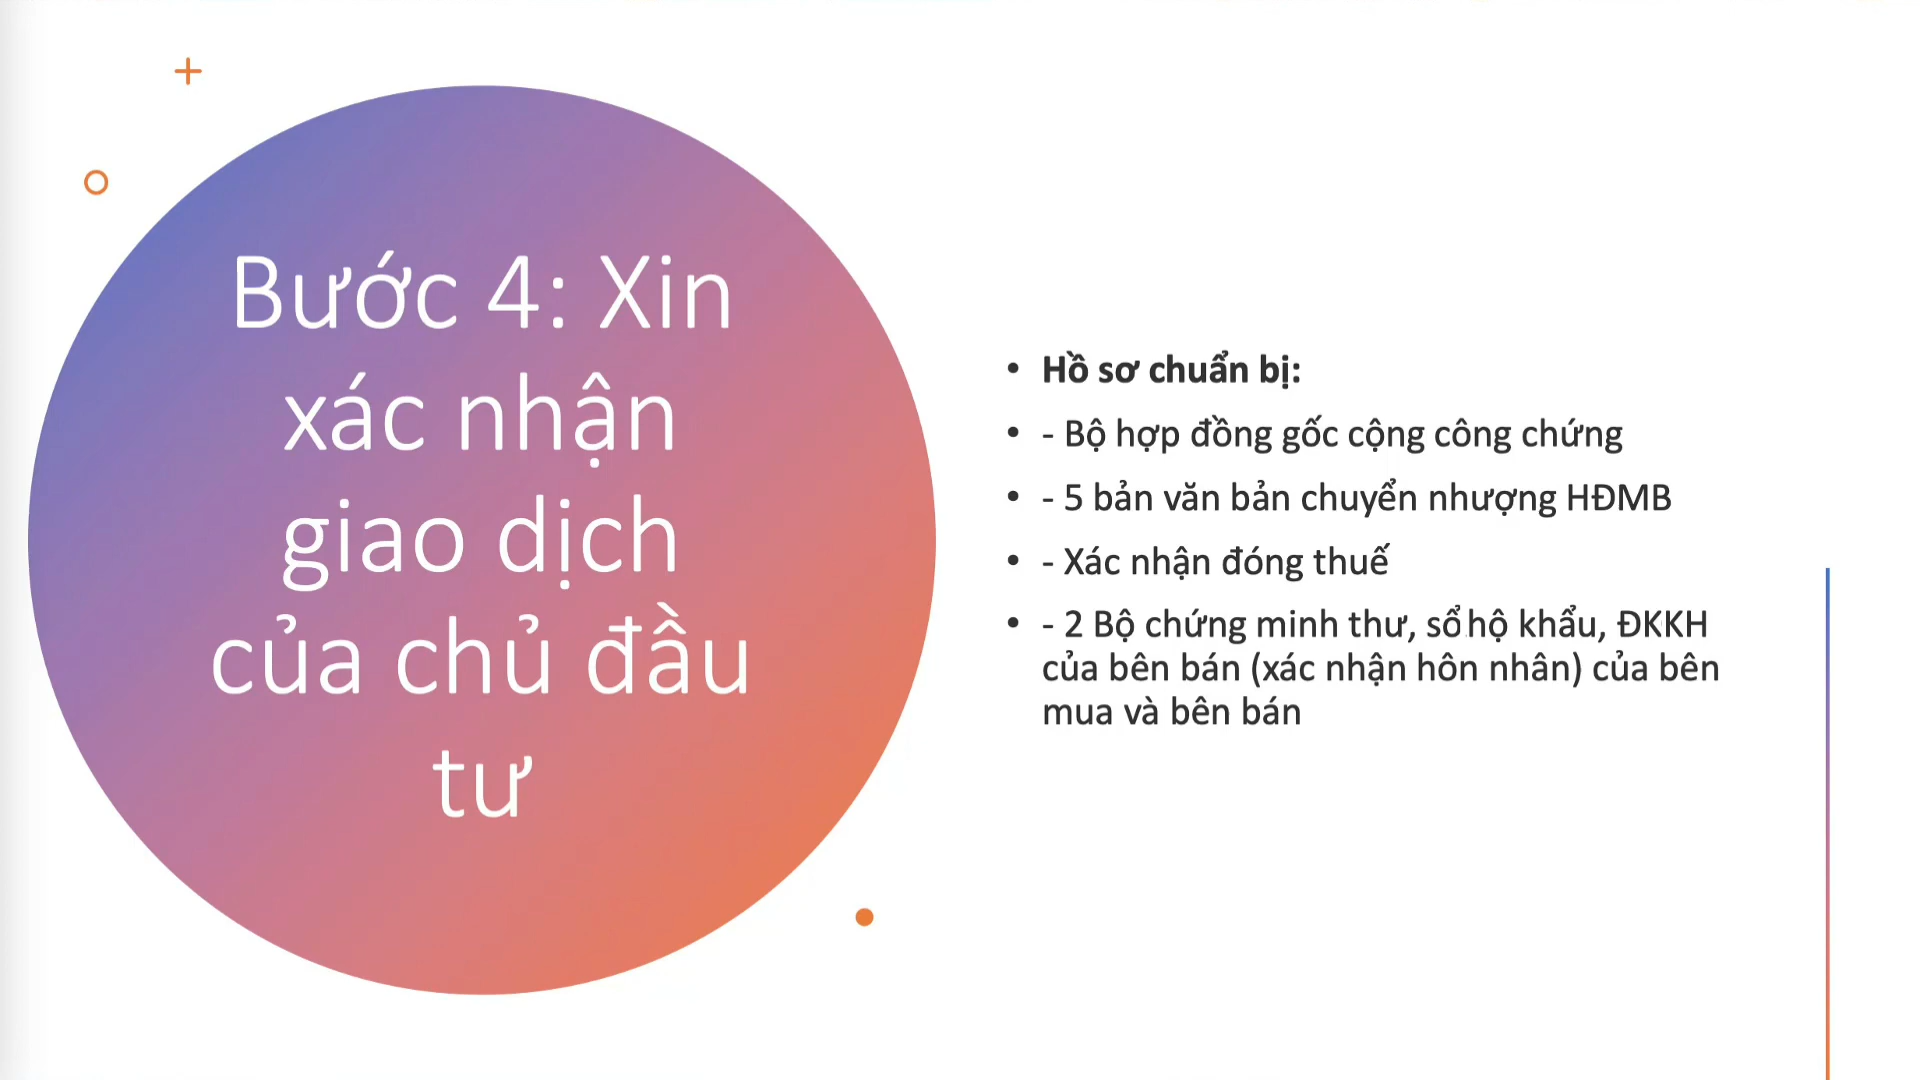 Bước 4: Xin
xác nhận
giao dịch
của chủ đầu
tư
• Hồ sơ chuẩn bị:
• - Bộ hợp đồng gốc cộng công chứng
• - 5 bản văn bản chuyển nhượng HĐMB
• - Xác nhận đóng thuế
• - 2 Bộ chứng minh thư, sổ hộ khẩu, ĐKKH
của bên bán (xác nhận hôn nhân) của bên
mua và bên bán